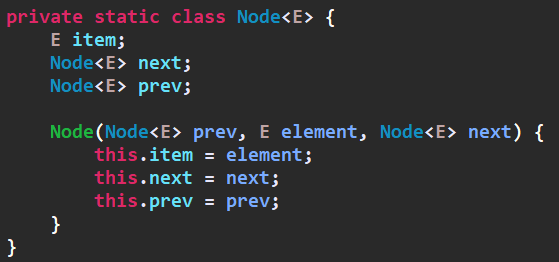 private static class Node<E> {
    E item;
    Node<E> next;
    Node<E> prev;

    Node(Node<E> prev, E element, Node<E> next) {
        this.item = element;
        this.next = next;
        this.prev = prev;
    }
}